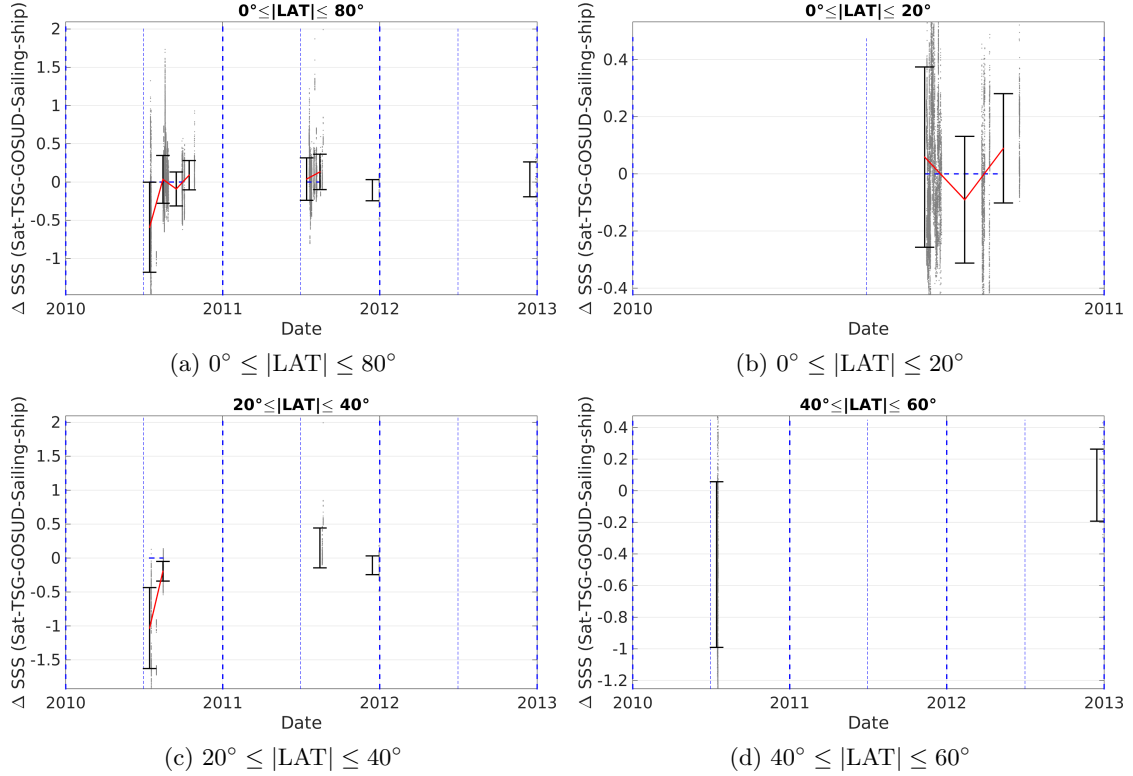 0°≤|LAT|≤ 80°
Δ SSS (Sat-TSG-GOSUD-Sailing-ship)
2
1.5
1
0.5
0
-0.5
-1
2010 2011 2012 2013
Date
(a) 0° ≤ |LAT| ≤ 80°
0°≤|LAT|≤ 20°
Δ SSS (Sat-TSG-GOSUD-Sailing-ship)
0.4
0.2
0
-0.2
-0.4
2010 2011
Date
(b) 0° ≤ |LAT| ≤ 20°
20°≤|LAT|≤ 40°
Δ SSS (Sat-TSG-GOSUD-Sailing-ship)
2
1.5
1
0.5
0
-0.5
-1
-1.5
2010 2011 2012 2013
Date
(c) 20° ≤ |LAT| ≤ 40°
40°≤|LAT|≤ 60°
Δ SSS (Sat-TSG-GOSUD-Sailing-ship)
0.4
0.2
0
-0.2
-0.4
-0.6
-0.8
-1
-1.2
2010 2011 2012 2013
Date
(d) 40° ≤ |LAT| ≤ 60°